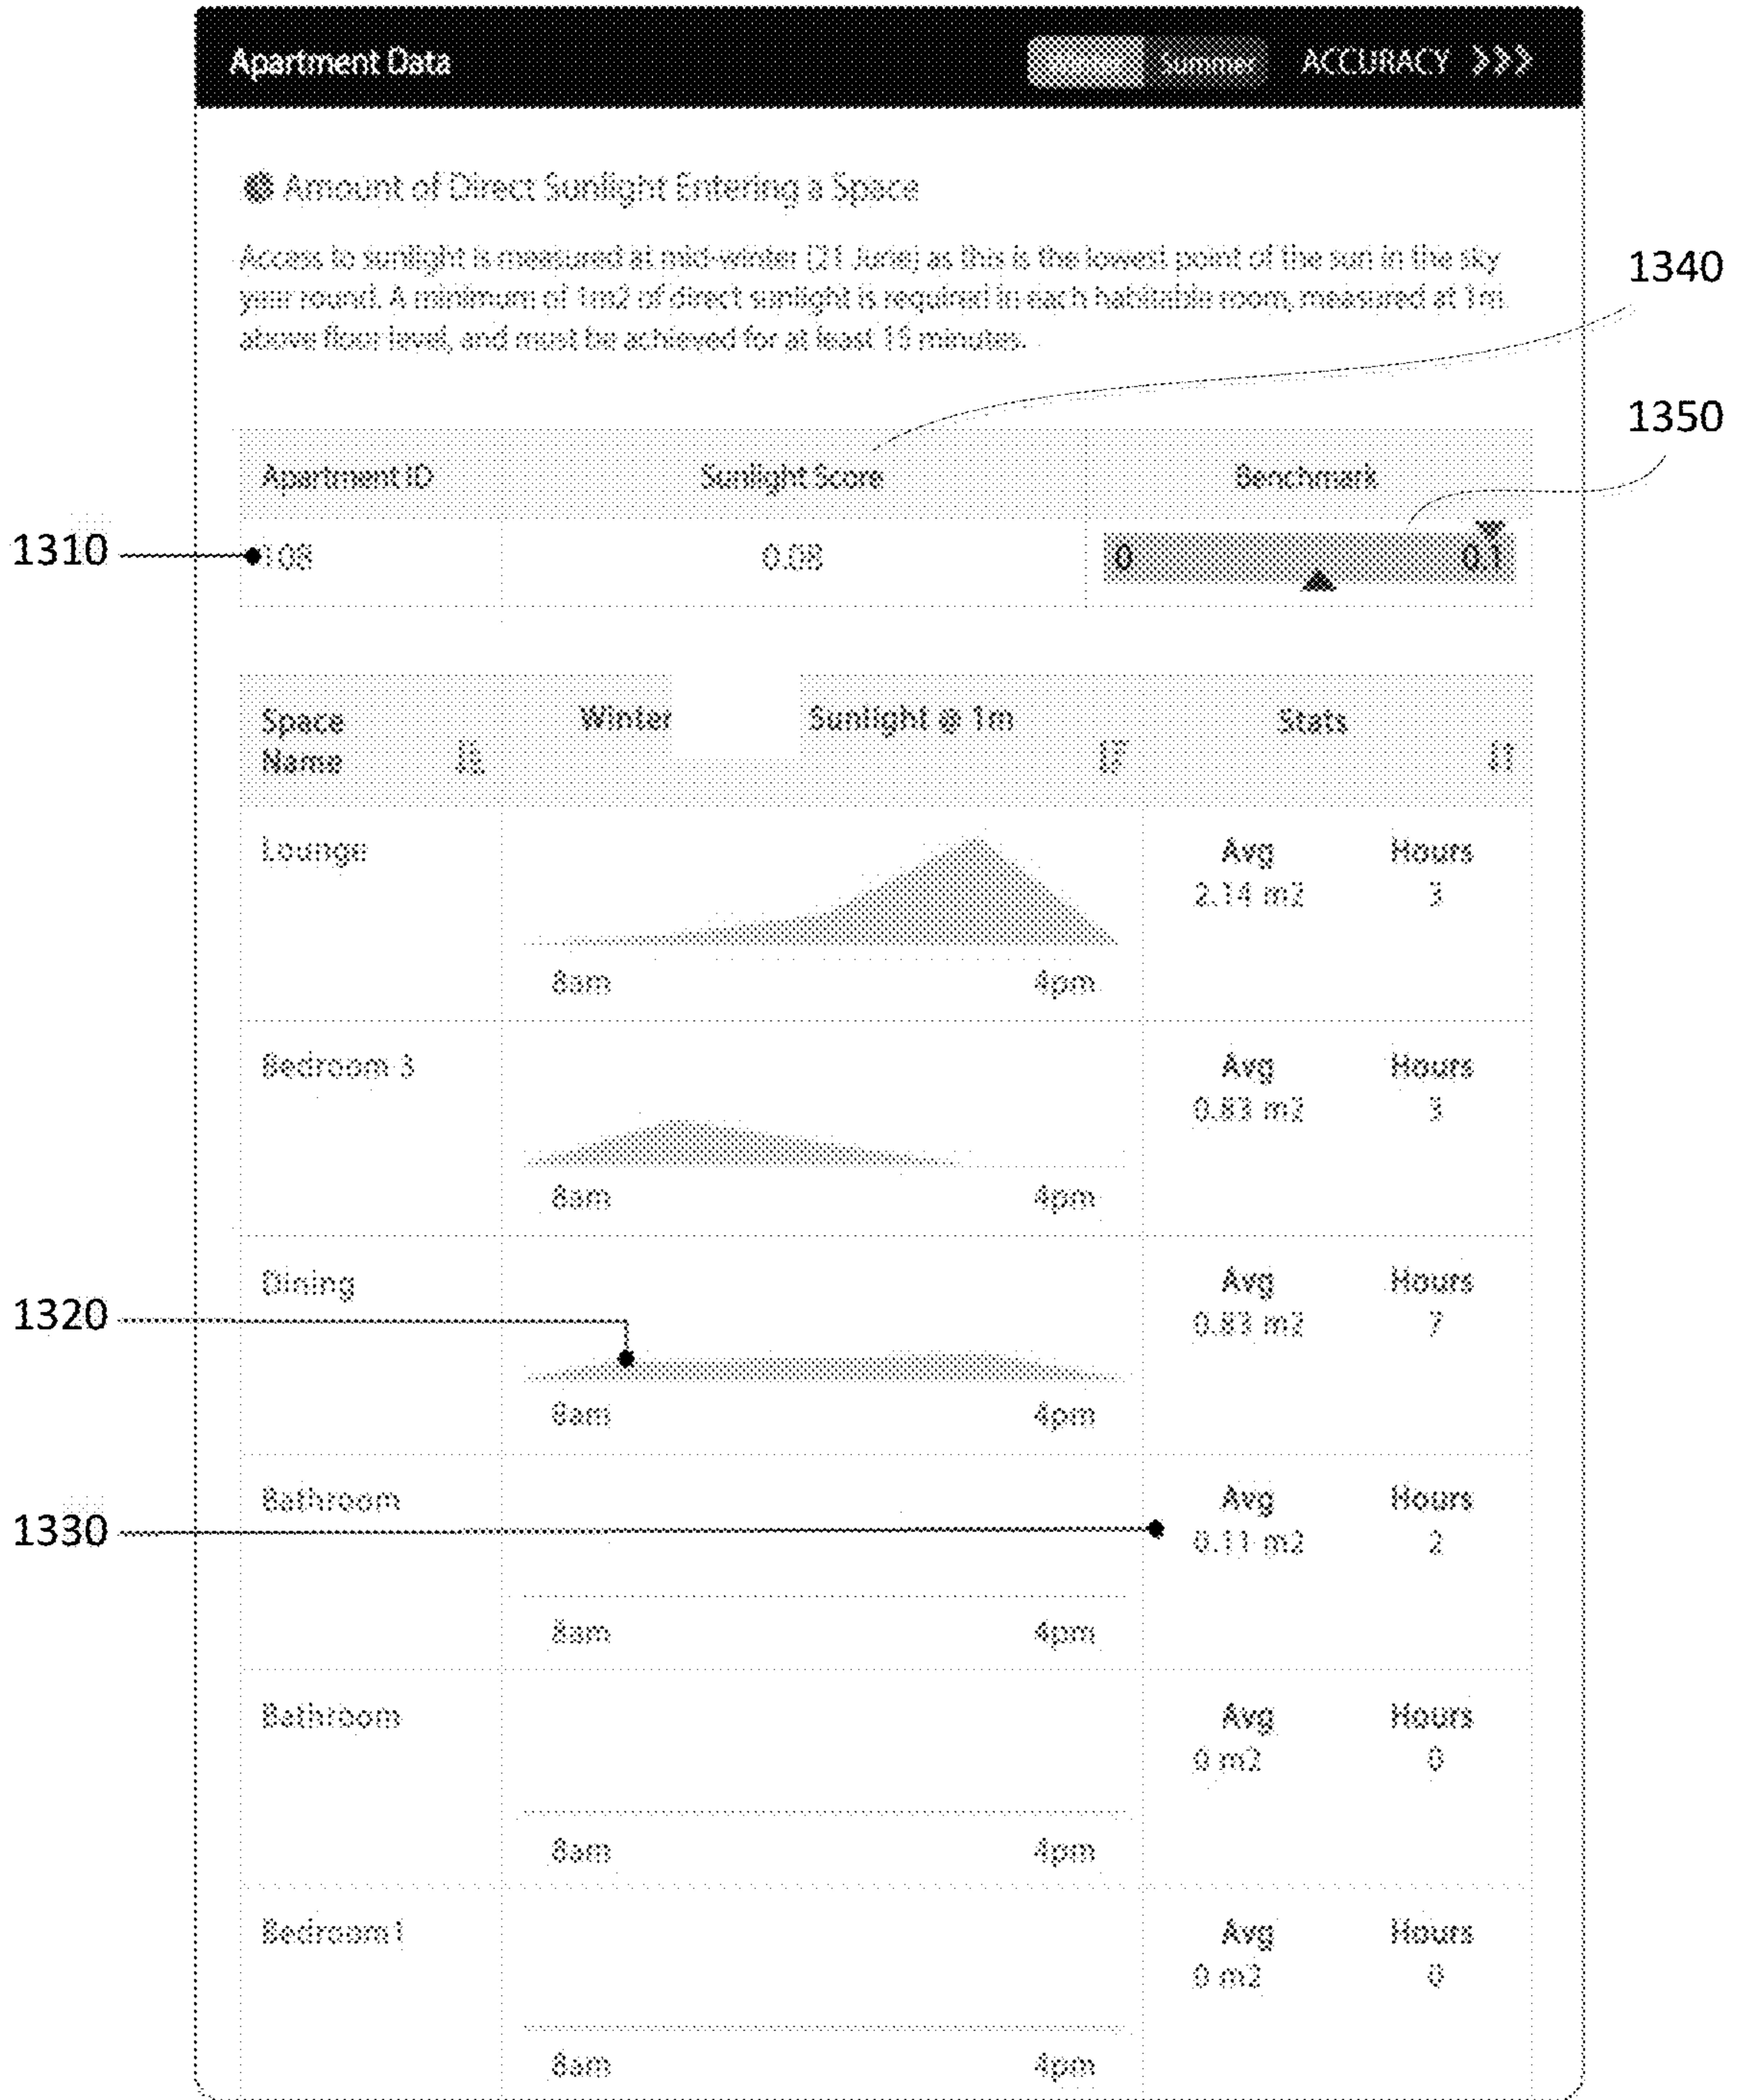 Apartment Data
Summer
ACCURACY >>>
Amount of Direct Sunlight Entering a Space
Access to sunlight is measured at mid-winter (21 June) as this is the lowest point of the sun in the sky
year round. A minimum of 1m2 of direct sunlight is required in each habitable room, measured at 1m
above floor level, and must be achieved for at least 15 minutes.
1340
1350
Apartment ID Sunlight Score Benchmark
1310
108 0.08 0 0.1
Space Name
Winter Sunlight @ 1m
Stats
Lounge
Avg Hours
2.14 m2 3
8am 4pm
Bedroom 3
Avg Hours
0.83 m2 3
8am 4pm
Dining
Avg Hours
0.83 m2 7
1320
8am 4pm
Bathroom
Avg Hours
0.11 m2 2
1330
8am 4pm
Bathroom
Avg Hours
0 m2 0
8am 4pm
Bedroom 1
Avg Hours
0 m2 0
8am 4pm